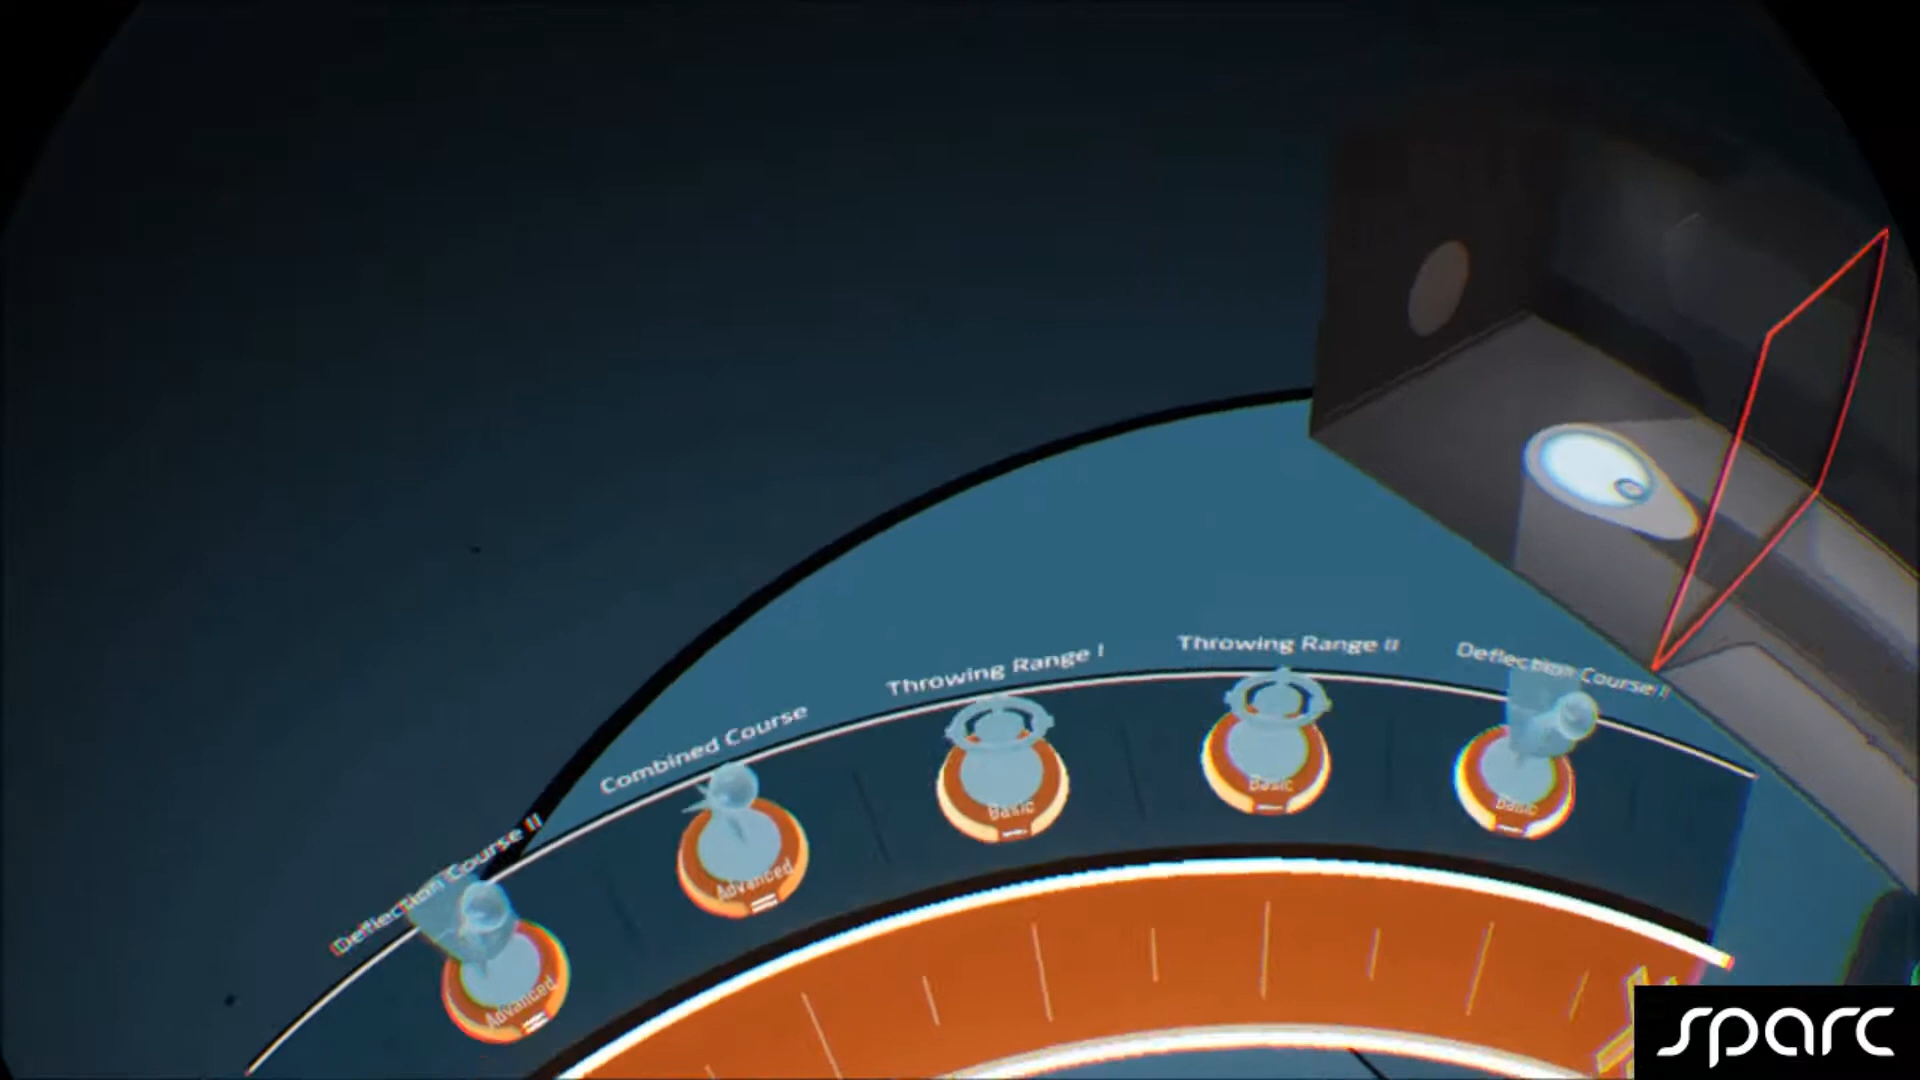 Deflection Course II
Combined Course
Throwing Range I
Throwing Range II
Deflection Course I
Advanced
Advanced
Basic
Basic
Basic
sparc